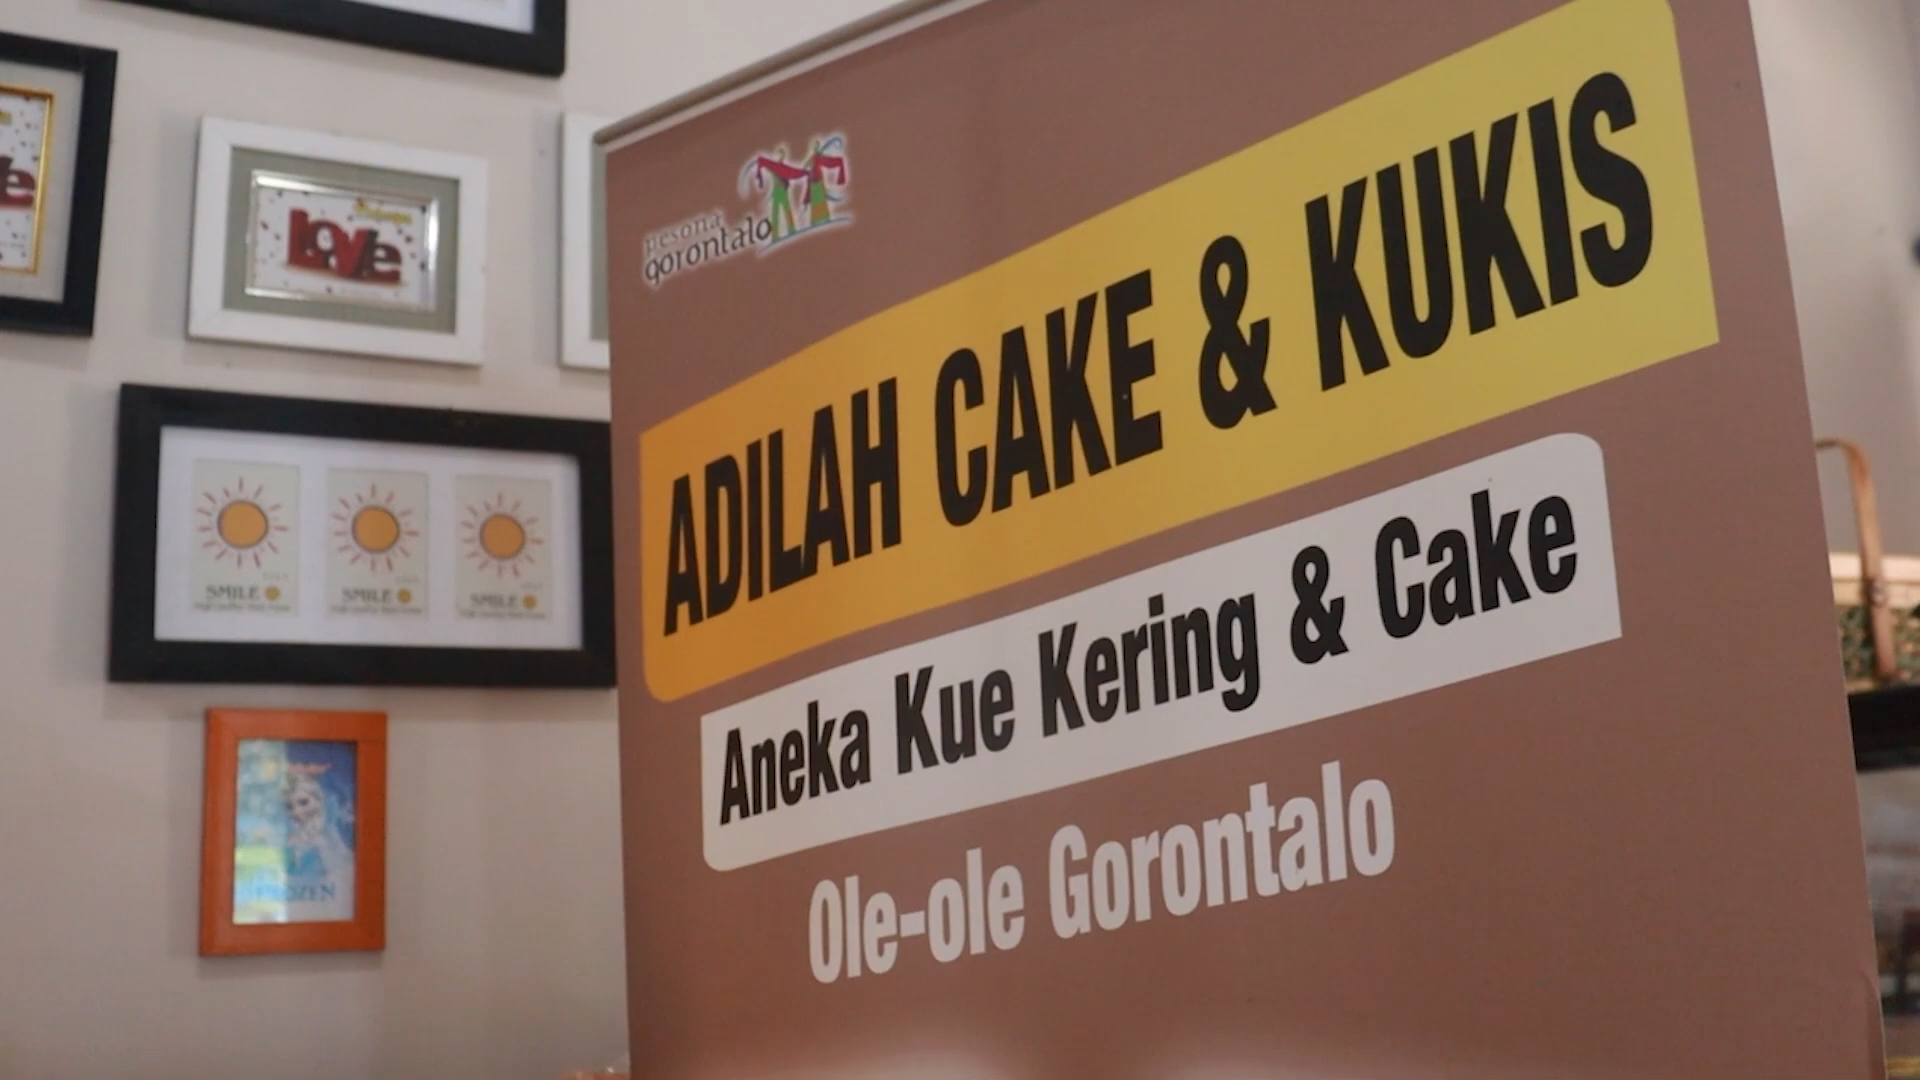 pesona
gorontalo
ADILAH CAKE & KUKIS
Aneka Kue Kering & Cake
Ole-ole Gorontalo
love
SMILE
SMILE
SMILE
FROZEN